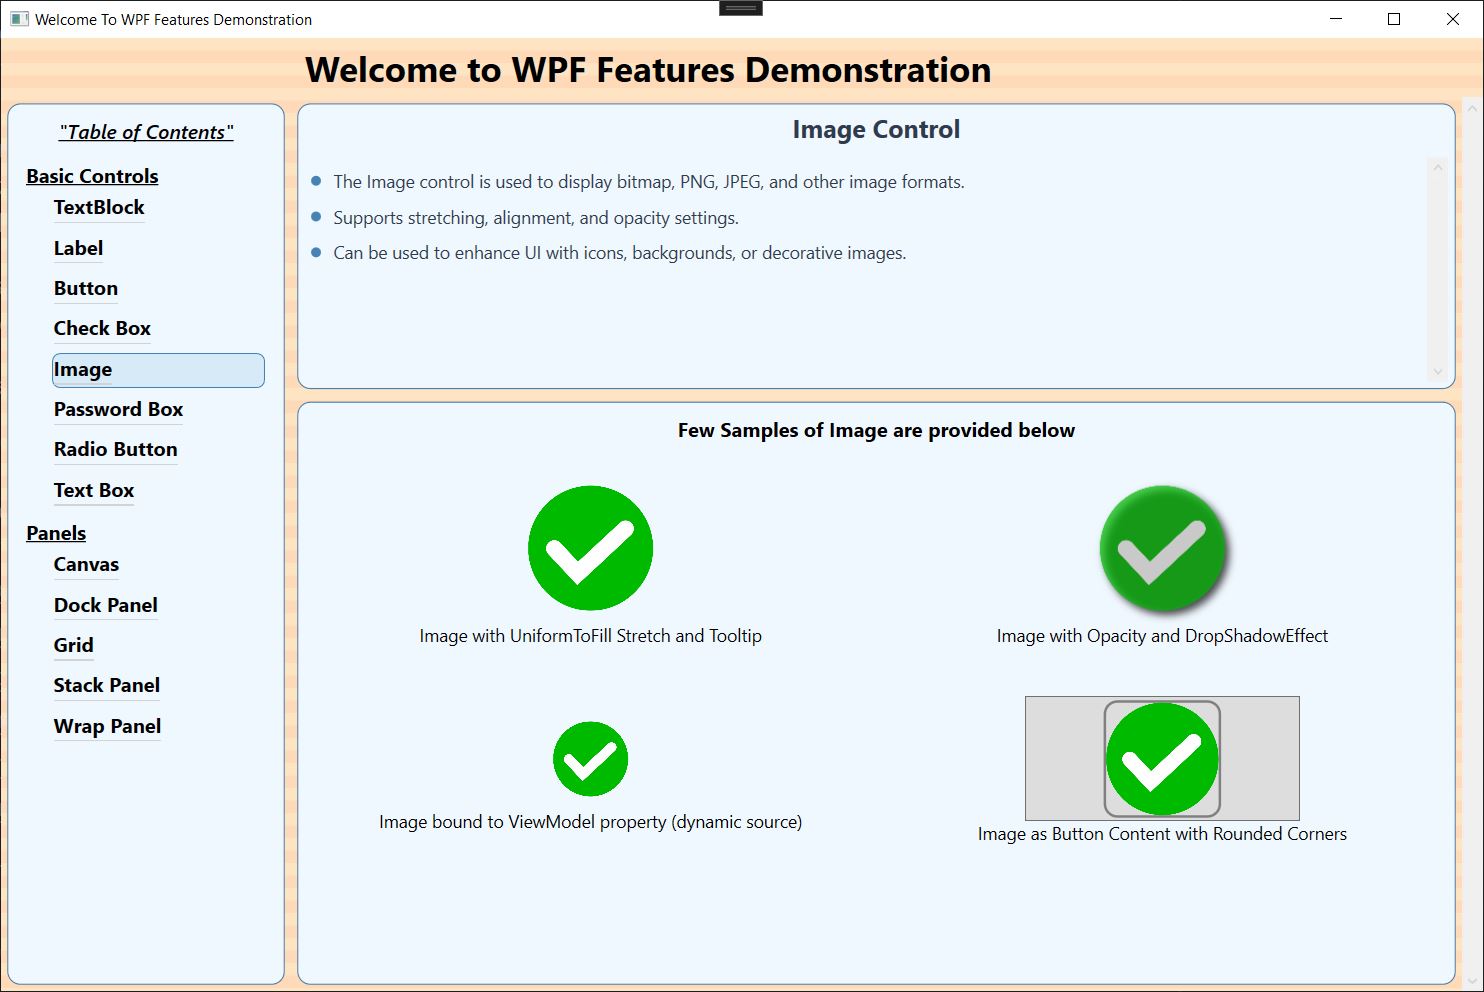 Welcome To WPF Features Demonstration
Welcome to WPF Features Demonstration
"Table of Contents"
Basic Controls
TextBlock
Label
Button
Check Box
Image
Password Box
Radio Button
Text Box
Panels
Canvas
Dock Panel
Grid
Stack Panel
Wrap Panel
Image Control
The Image control is used to display bitmap, PNG, JPEG, and other image formats.
Supports stretching, alignment, and opacity settings.
Can be used to enhance UI with icons, backgrounds, or decorative images.
Few Samples of Image are provided below
Image with UniformToFill Stretch and Tooltip
Image with Opacity and DropShadowEffect
Image bound to ViewModel property (dynamic source)
Image as Button Content with Rounded Corners